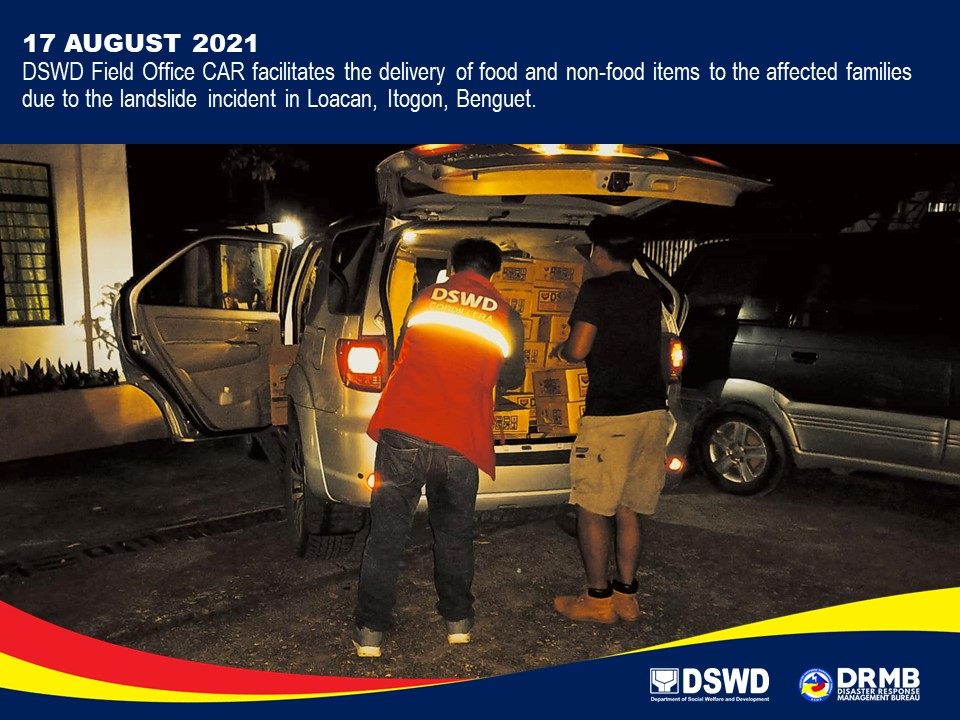 17 AUGUST 2021
DSWD Field Office CAR facilitates the delivery of food and non-food items to the affected families
due to the landslide incident in Loacan, Itogon, Benguet.
DSWD
CORDILLERA
DSWD
Department of Social Welfare and Development
DRMB
DISASTER RESPONSE
MANAGEMENT BUREAU